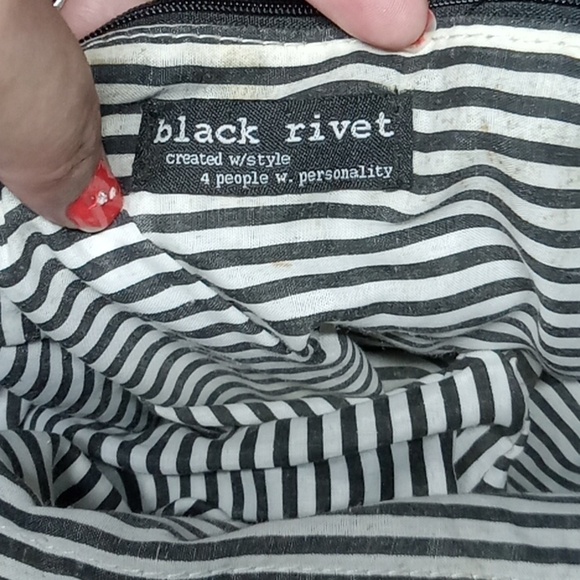 black rivet
created w/style
4 people w. personality